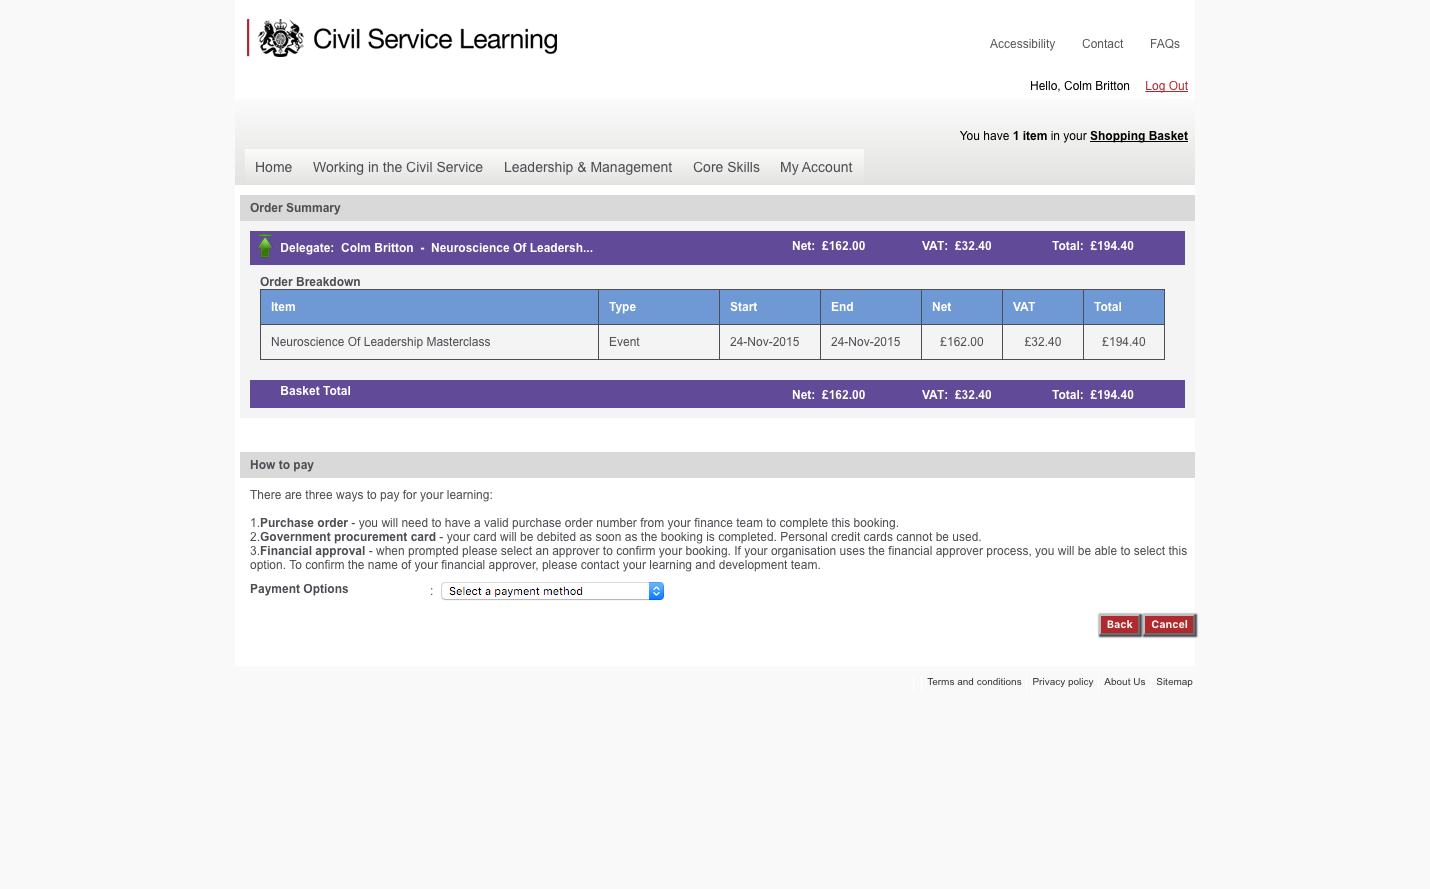 Civil Service Learning
Accessibility Contact FAQs
Hello, Colm Britton Log Out
You have 1 item in your Shopping Basket
Home Working in the Civil Service Leadership & Management Core Skills My Account
Order Summary
Delegate: Colm Britton - Neuroscience Of Leadersh... Net: £162.00 VAT: £32.40 Total: £194.40
Order Breakdown
Item Type Start End Net VAT Total
Neuroscience Of Leadership Masterclass Event 24-Nov-2015 24-Nov-2015 £162.00 £32.40 £194.40
Basket Total Net: £162.00 VAT: £32.40 Total: £194.40
How to pay
There are three ways to pay for your learning:
1.Purchase order - you will need to have a valid purchase order number from your finance team to complete this booking.
2.Government procurement card - your card will be debited as soon as the booking is completed. Personal credit cards cannot be used.
3.Financial approval - when prompted please select an approver to confirm your booking. If your organisation uses the financial approver process, you will be able to select this
option. To confirm the name of your financial approver, please contact your learning and development team.
Payment Options : Select a payment method
Back Cancel
Terms and conditions Privacy policy About Us Sitemap